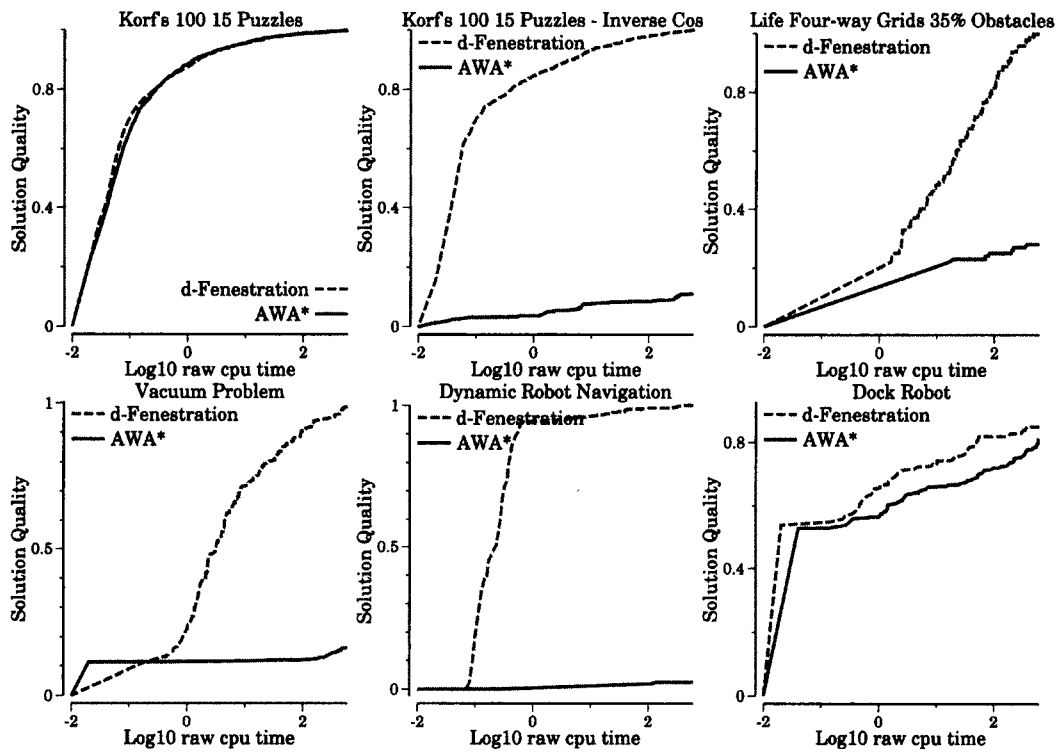 Korf's 100 15 Puzzles
Solution Quality
0.8
0.4
0
d-Fenestration
AWA*
-2
0
2
Log10 raw cpu time
Korf's 100 15 Puzzles - Inverse Cos
d-Fenestration
AWA*
Solution Quality
0.8
0.4
0
-2
0
2
Log10 raw cpu time
Life Four-way Grids 35% Obstacles
d-Fenestration
AWA*
Solution Quality
0.8
0.4
0
-2
0
2
Log10 raw cpu time
Vacuum Problem
d-Fenestration
AWA*
Solution Quality
1
0.5
0
-2
0
2
Log10 raw cpu time
Dynamic Robot Navigation
d-Fenestration
AWA*
Solution Quality
1
0.5
0
-2
0
2
Log10 raw cpu time
Dock Robot
d-Fenestration
AWA*
Solution Quality
0.8
0.4
0
-2
0
2
Log10 raw cpu time